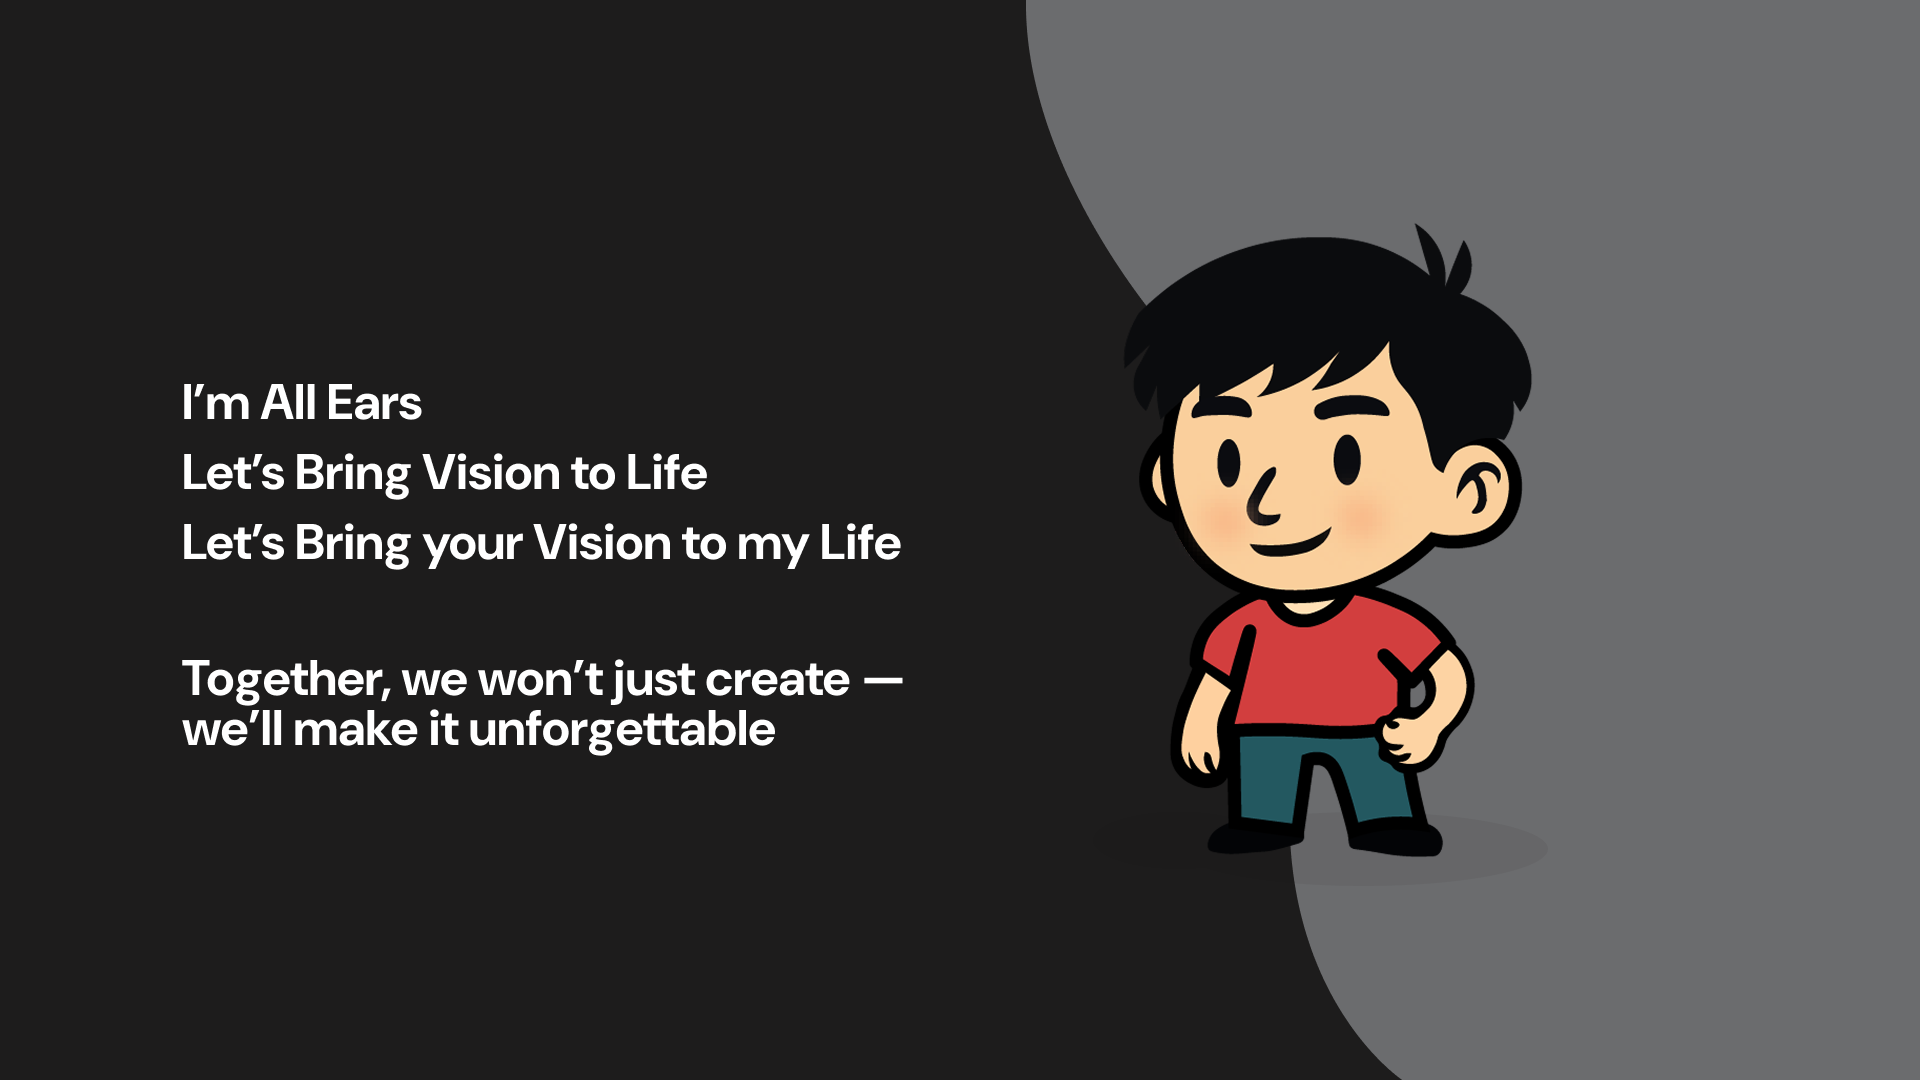 I’m All Ears
Let’s Bring Vision to Life
Let’s Bring your Vision to my Life
Together, we won’t just create —
we’ll make it unforgettable